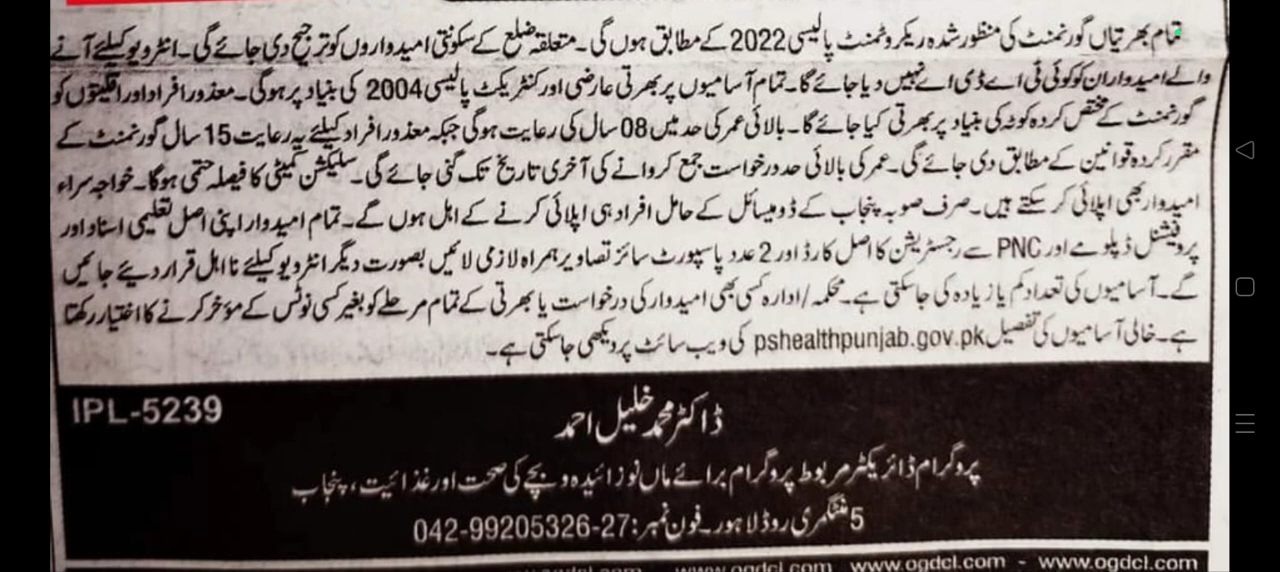 تمام بھرتیاں گورنمنٹ کی منظور شدہ ریکروٹمنٹ پالیسی 2022 کے مطابق ہوں گی۔ متعلقہ ضلع کے سکونتی امیدواروں کو ترجیح دی جائے گی۔ انٹرویو کیلئے آنے
والے امیدواران کو کوئی ٹی اے ڈی اے نہیں دیا جائے گا۔ تمام آسامیوں پر بھرتی عارضی اور کنٹریکٹ پالیسی 2004 کی بنیاد پر ہوگی۔ معذور افراد اور اقلیتوں کو
گورنمنٹ کے مختص کردہ کوٹہ کی بنیاد پر بھرتی کیا جائے گا۔ بالائی عمر کی حد میں 08 سال کی رعایت ہوگی جبکہ معذور افراد کیلئے یہ رعایت 15 سال گورنمنٹ کے
مقرر کردہ قوانین کے مطابق دی جائے گی۔ عمر کی بالائی حد درخواست جمع کروانے کی آخری تاریخ تک گنی جائے گی۔ سلیکشن کمیٹی کا فیصلہ حتمی ہوگا۔ خواجہ سراء
امیدوار بھی اپلائی کر سکتے ہیں۔ صرف صوبہ پنجاب کے ڈومیسائل کے حامل افراد ہی اپلائی کرنے کے اہل ہوں گے۔ تمام امیدوار اپنی اصل تعلیمی اسناد اور
پروفیشنل ڈپلومے اور PNC سے رجسٹریشن کا اصل کارڈ اور 2 عدد پاسپورٹ سائز تصاویر ہمراہ لازمی لائیں بصورت دیگر انٹرویو کیلئے نااہل قرار دیئے جائیں
گے۔ آسامیوں کی تعداد کم یا زیادہ کی جاسکتی ہے۔ محکمہ/ادارہ کسی بھی امیدوار کی درخواست یا بھرتی کے تمام مرحلے کو بغیر کسی نوٹس کے مؤخر کرنے کا اختیار رکھتا
ہے۔ خالی آسامیوں کی تفصیل pshealthpunjab.gov.pk کی ویب سائٹ پر دیکھی جاسکتی ہے۔
IPL-5239
ڈاکٹر محمد خلیل احمد
پروگرام ڈائریکٹر مربوط پروگرام برائے ماں نوزائیدہ و بچے کی صحت اور غذائیت، پنجاب
5 منٹگمری روڈ لاہور۔ فون نمبر: 27-99205326-042
www.ogdcl.com www.ogdcl.com - www.ogdcl.com